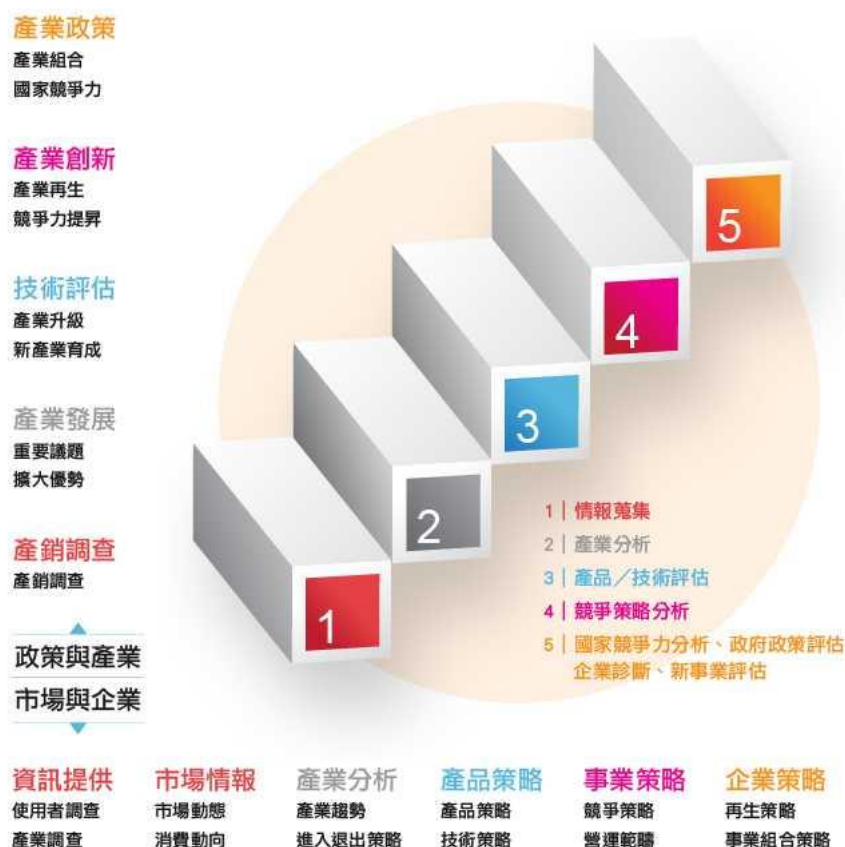 產業政策
產業組合
國家競爭力
產業創新
產業再生
競爭力提昇
技術評估
產業升級
新產業育成
產業發展
重要議題
擴大優勢
產銷調查
產銷調查
政策與產業
市場與企業
5
4
3
2
1
1｜情報蒐集
2｜產業分析
3｜產品／技術評估
4｜競爭策略分析
5｜國家競爭力分析、政府政策評估
企業診斷、新事業評估
資訊提供
使用者調查
產業調查
市場情報
市場動態
消費動向
產業分析
產業趨勢
進入退出策略
產品策略
產品策略
技術策略
事業策略
競爭策略
營運範疇
企業策略
再生策略
事業組合策略